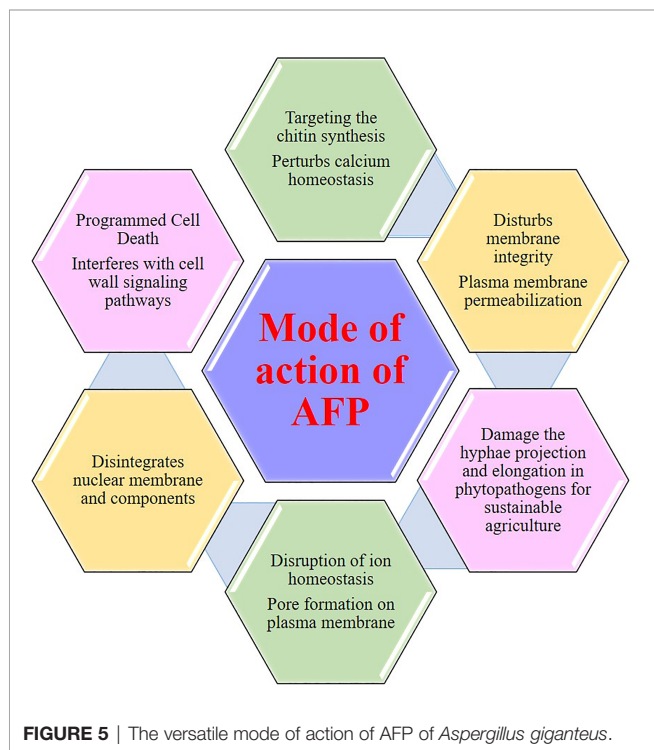 Targeting the
chitin synthesis
Perturbs calcium
homeostasis
Programmed Cell
Death
Interferes with cell
wall signaling
pathways
Disturbs
membrane
integrity
Plasma membrane
permeabilization
Mode of
action of
AFP
Disintegrates
nuclear membrane
and components
Damage the
hyphae projection
and elongation in
phytopathogens for
sustainable
agriculture
Disruption of ion
homeostasis
Pore formation on
plasma membrane
FIGURE 5 | The versatile mode of action of AFP of Aspergillus giganteus.